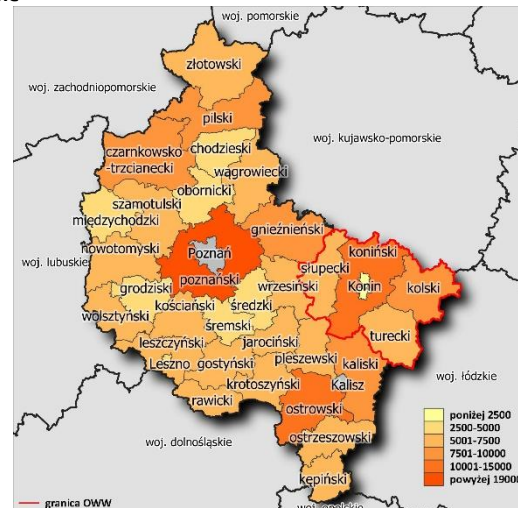 woj. pomorskie
złotowski
woj. zachodniopomorskie
pilski
woj. kujawsko-pomorskie
czarnkowsko
-trzcianecki
chodzieski
wągrowiecki
obornicki
szamotulski
międzychodzki
gnieźnieński
nowotomyski
Poznań
koniński
woj. lubuskie
słupecki
poznański
Konin
kolski
grodziski
wrzesiński
kościański
średzki
wolsztyński
śremski
turecki
leszczyński
jarociński
Leszno
gostyński
pleszewski
kaliski
woj. łódzkie
krotoszyński
Kalisz
rawicki
ostrowski
woj. dolnośląskie
ostrzeszowski
kępiński
poniżej 2500
2500-5000
5001-7500
7501-10000
10001-15000
powyżej 19000
granica OWW